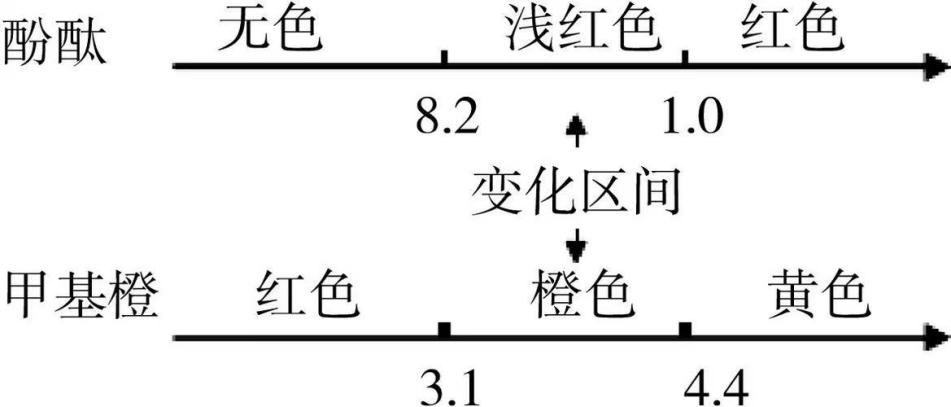 酚酞 无色 浅红色 红色
8.2 1.0
变化区间
甲基橙 红色 橙色 黄色
3.1 4.4